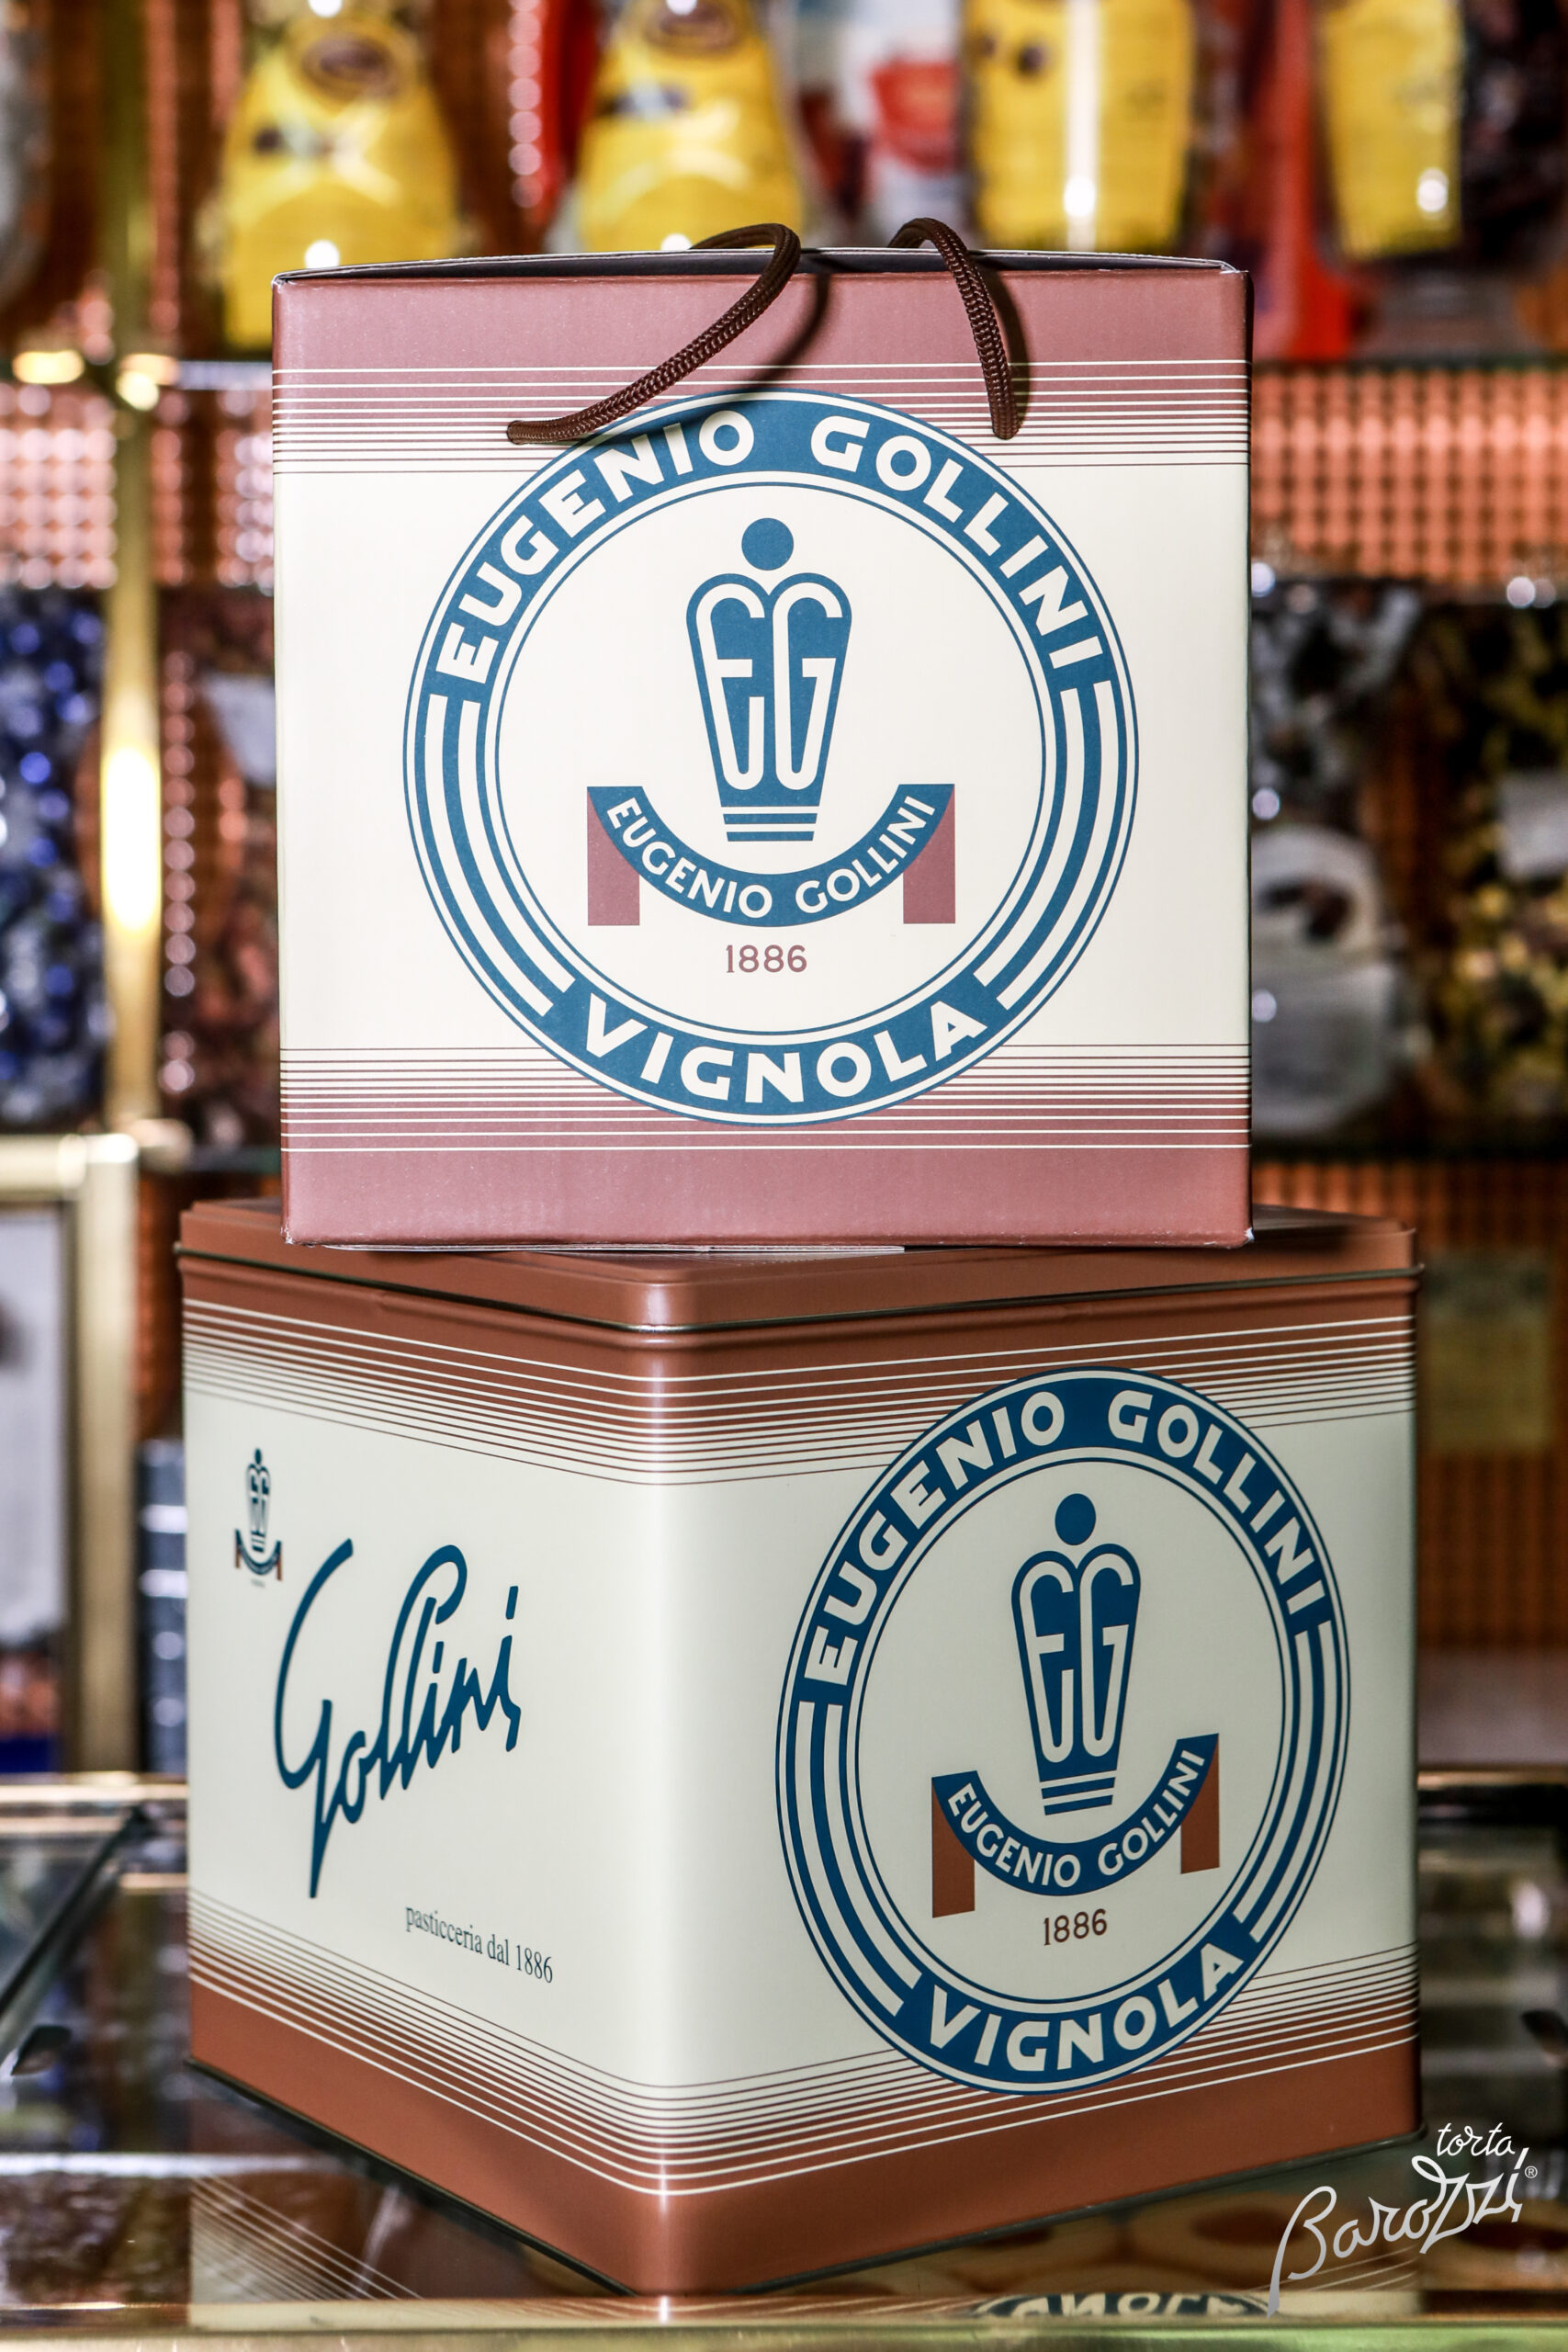 EUGENIO GOLLINI
EG
EUGENIO GOLLINI
1886
VIGNOLA
Gollini
pasticceria dal 1886
EUGENIO GOLLINI
EG
EUGENIO GOLLINI
1886
VIGNOLA
torta
Barozzi®